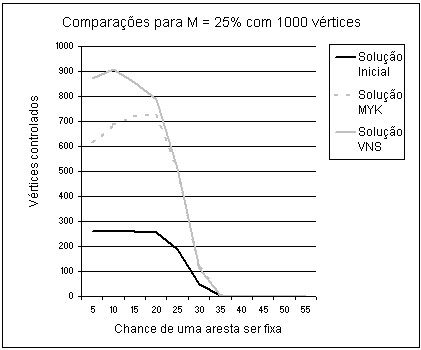 Comparações para M = 25% com 1000 vértices
Vértices controlados
1000
900
800
700
600
500
400
300
200
100
0
5 10 15 20 25 30 35 40 45 50 55
Chance de uma aresta ser fixa
Solução
Inicial
Solução
MYK
Solução
VNS